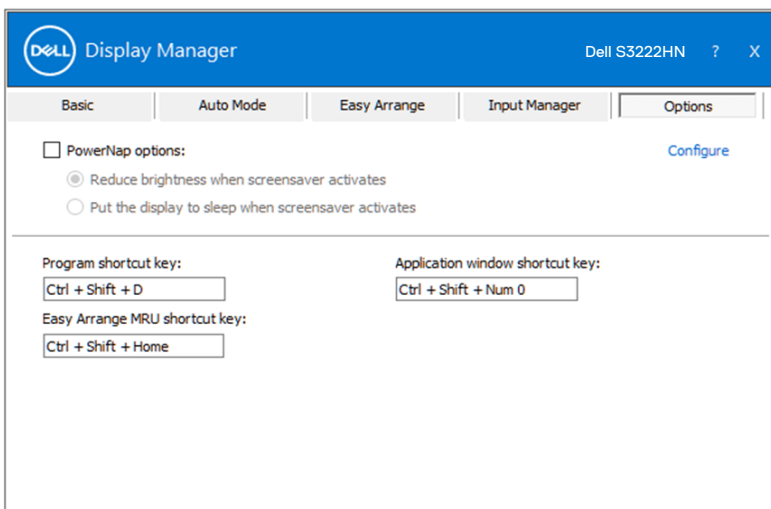 DELL Display Manager Dell S3222HN ? X
Basic Auto Mode Easy Arrange Input Manager Options
PowerNap options: Configure
Reduce brightness when screensaver activates
Put the display to sleep when screensaver activates
Program shortcut key: Application window shortcut key:
Ctrl + Shift + D Ctrl + Shift + Num 0
Easy Arrange MRU shortcut key:
Ctrl + Shift + Home